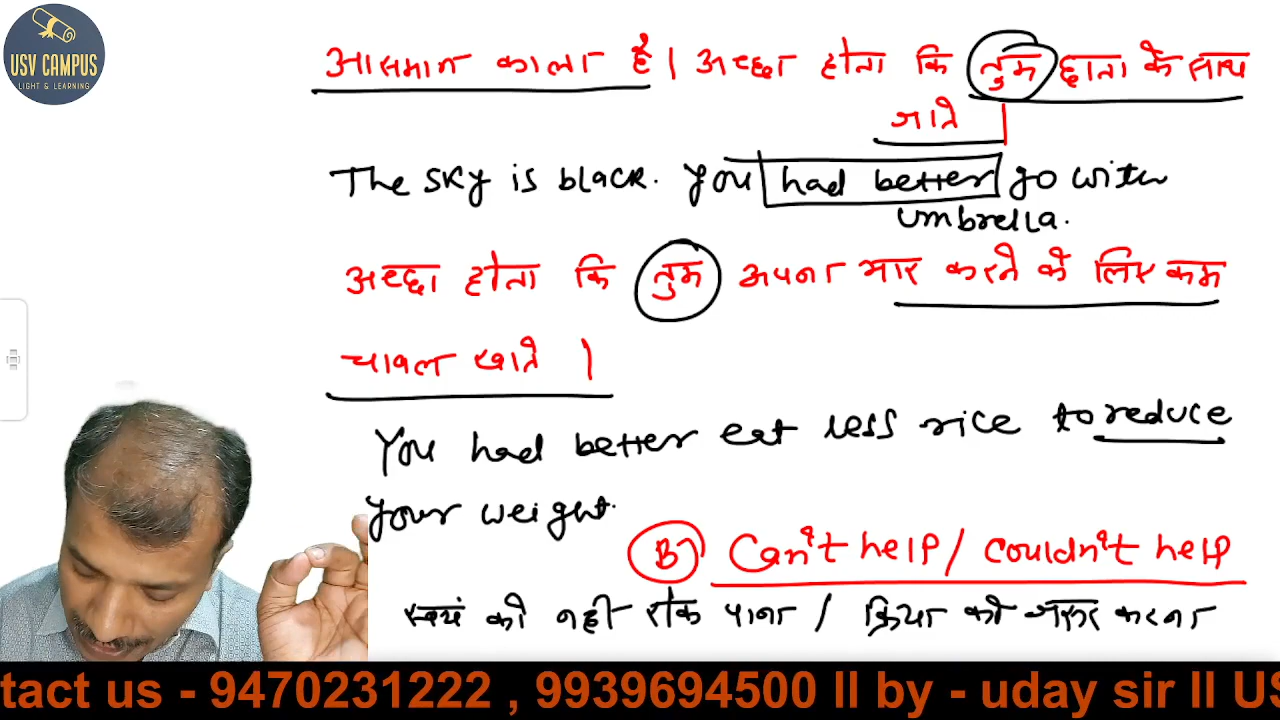 USV CAMPUS
LIGHT & LEARNING
आसमान काला है। अच्छा होता कि तुम छाता के साथ
जाते।
The sky is black. You had better go with
umbrella.
अच्छा होता कि तुम अपना भार करने के लिए कम
चावल खाते।
You had better eat less rice to reduce
your weight.
B) Can't help / couldn't help
स्वयं को नहीं रोक पाना / क्रिया को जरूर करना
tact us - 9470231222 , 9939694500 ll by - uday sir ll US